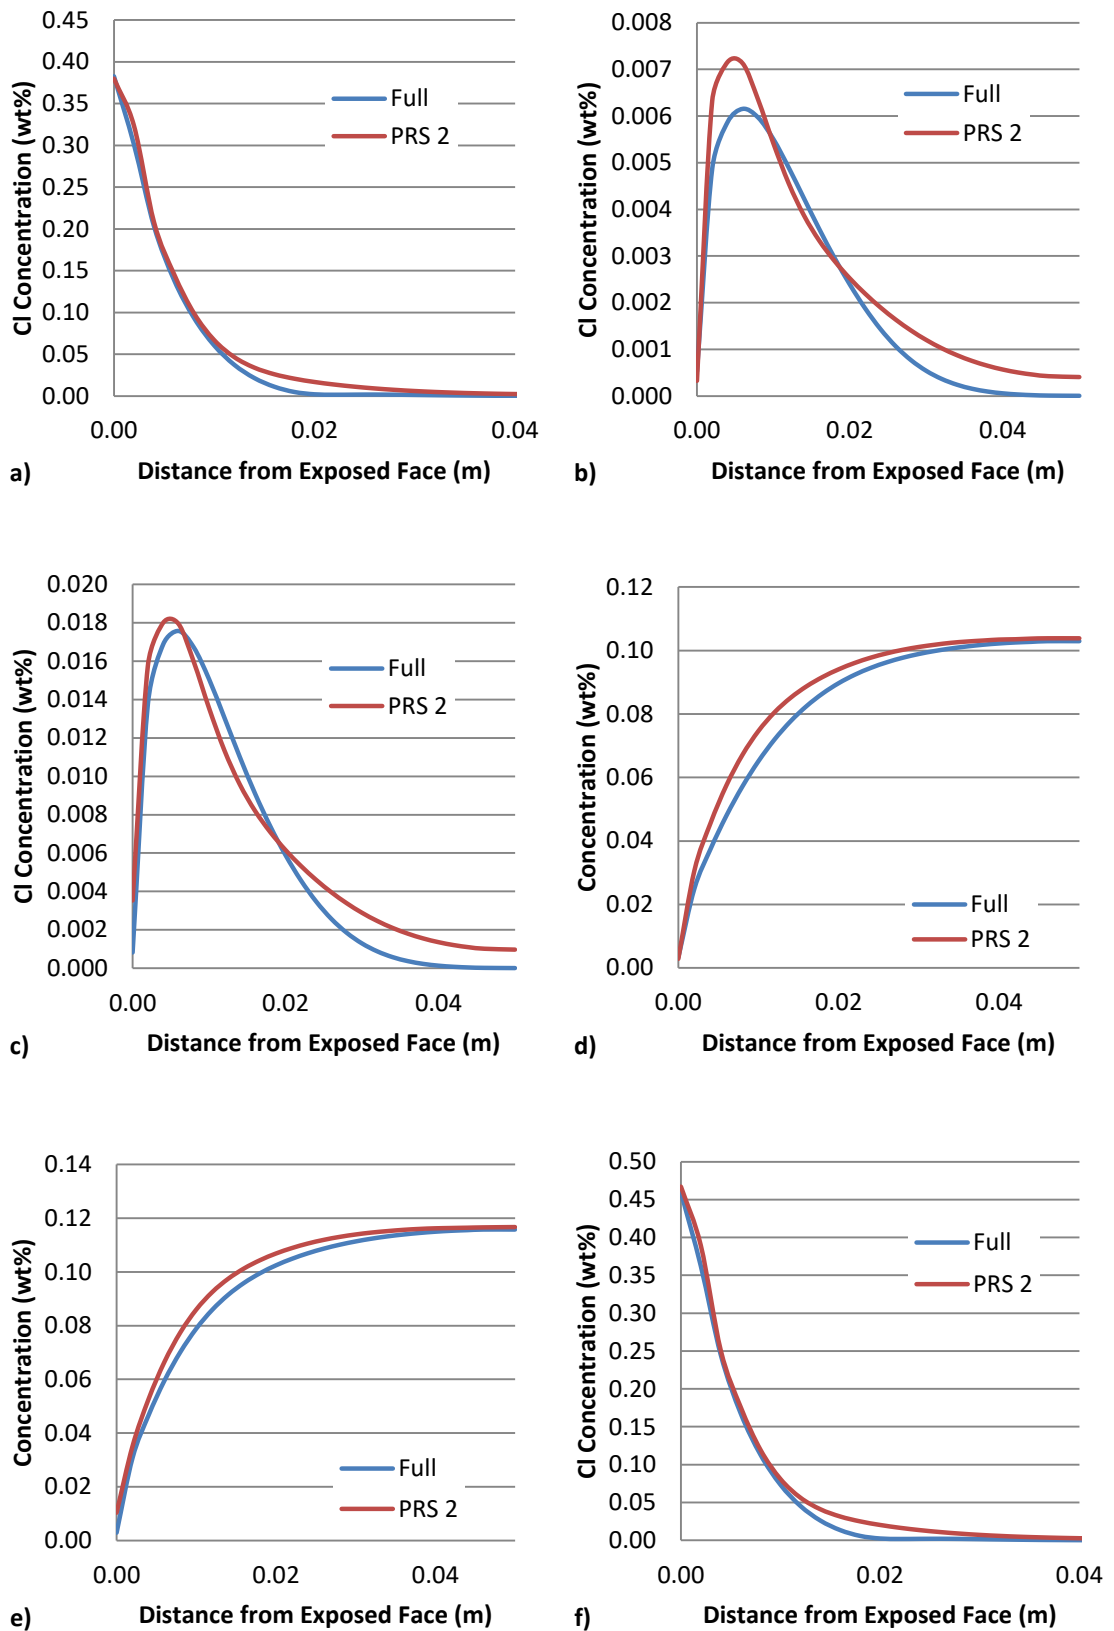 0.45
0.40
0.35
0.30
0.25
0.20
0.15
0.10
0.05
0.00
Cl Concentration (wt%)
Full
PRS 2
0.00 0.02 0.04
Distance from Exposed Face (m)
a)
0.008
0.007
0.006
0.005
0.004
0.003
0.002
0.001
0.000
Cl Concentration (wt%)
Full
PRS 2
0.00 0.02 0.04
Distance from Exposed Face (m)
b)
0.020
0.018
0.016
0.014
0.012
0.010
0.008
0.006
0.004
0.002
0.000
Cl Concentration (wt%)
Full
PRS 2
0.00 0.02 0.04
Distance from Exposed Face (m)
c)
0.12
0.10
0.08
0.06
0.04
0.02
0.00
Concentration (wt%)
Full
PRS 2
0.00 0.02 0.04
Distance from Exposed Face (m)
d)
0.14
0.12
0.10
0.08
0.06
0.04
0.02
0.00
Concentration (wt%)
Full
PRS 2
0.00 0.02 0.04
Distance from Exposed Face (m)
e)
0.50
0.45
0.40
0.35
0.30
0.25
0.20
0.15
0.10
0.05
0.00
Cl Concentration (wt%)
Full
PRS 2
0.00 0.02 0.04
Distance from Exposed Face (m)
f)